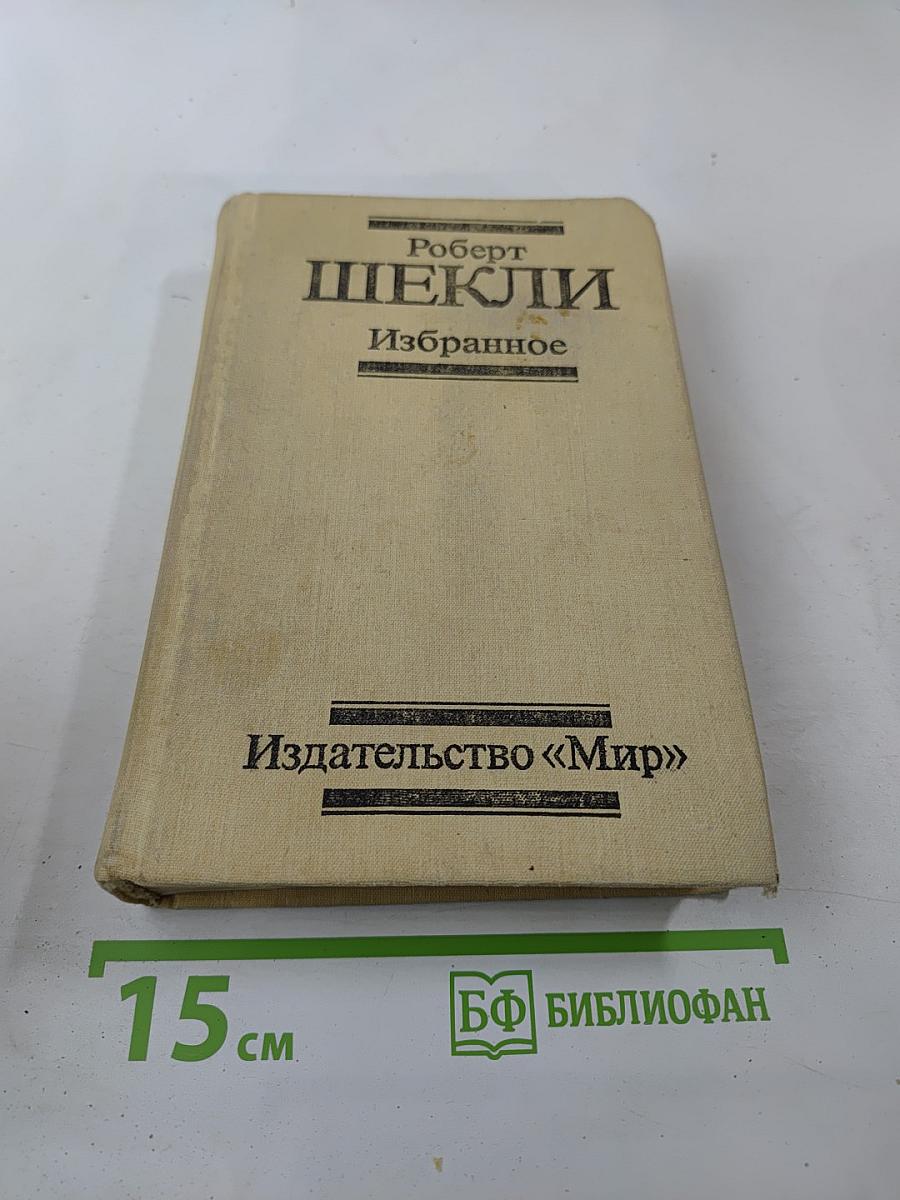 Роберт
ШЕКЛИ
Избранное
Издательство «Мир»
15 см
БФ БИБЛИОФАН